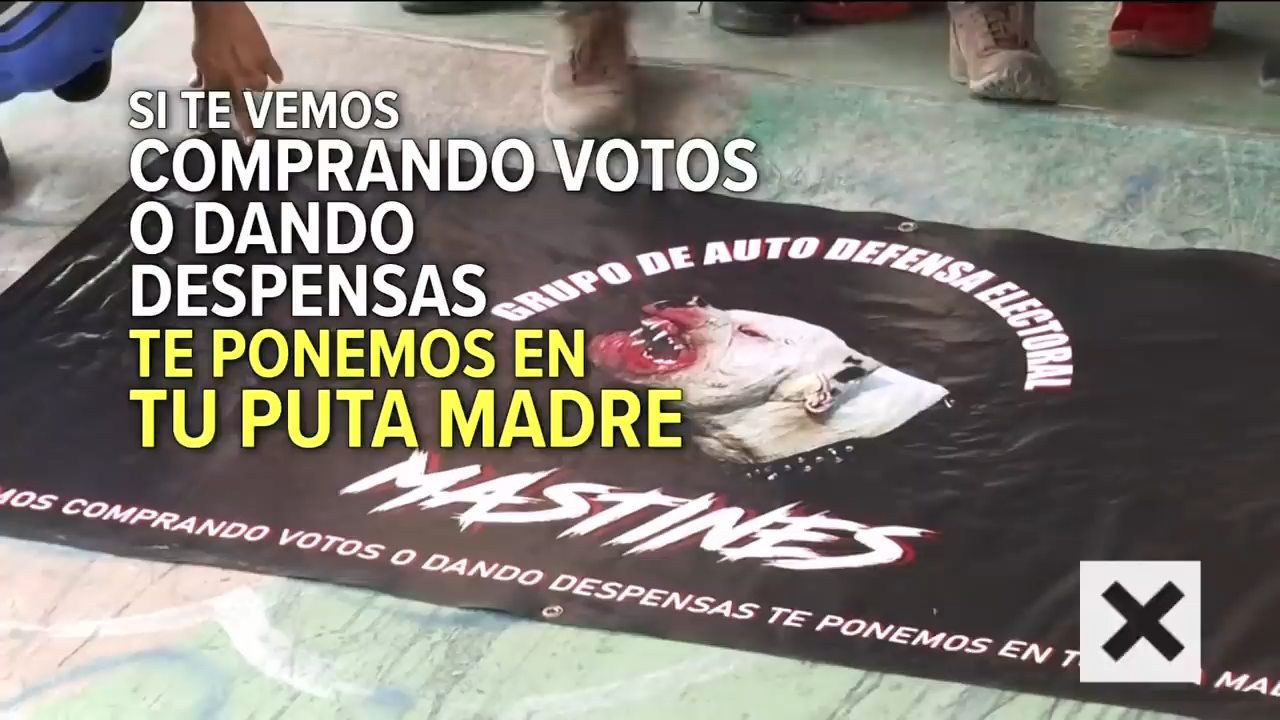 SI TE VEMOS
COMPRANDO VOTOS
O DANDO
DESPENSAS
TE PONEMOS EN
TU PUTA MADRE
GRUPO DE AUTO DEFENSA ELECTORAL
MASTINES
COMPRANDO VOTOS O DANDO DESPENSAS TE PONEMOS EN